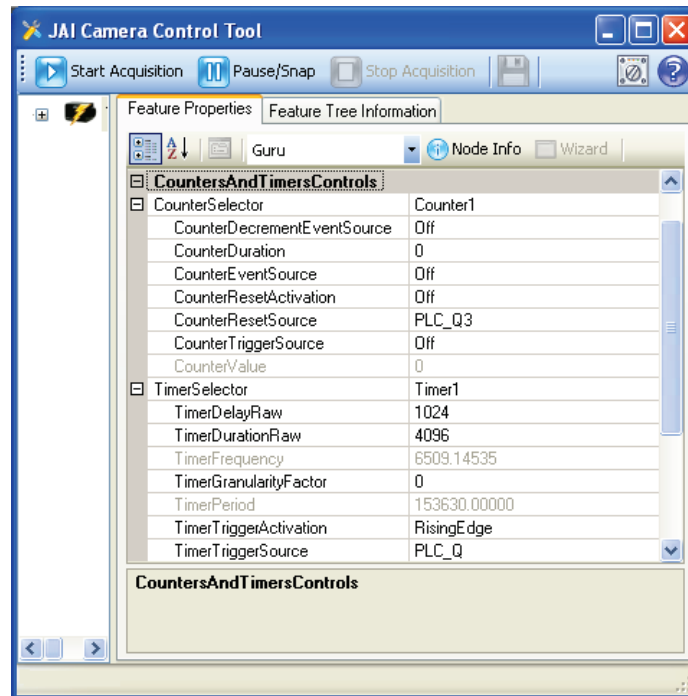 JAI Camera Control Tool
Start Acquisition Pause/Snap Stop Acquisition
Feature Properties Feature Tree Information
Guru Node Info Wizard
CountersAndTimersControls
CounterSelector Counter1
CounterDecrementEventSource Off
CounterDuration 0
CounterEventSource Off
CounterResetActivation Off
CounterResetSource PLC_Q3
CounterTriggerSource Off
CounterValue 0
TimerSelector Timer1
TimerDelayRaw 1024
TimerDurationRaw 4096
TimerFrequency 6509.14535
TimerGranularityFactor 0
TimerPeriod 153630.00000
TimerTriggerActivation RisingEdge
TimerTriggerSource PLC_Q
CountersAndTimersControls